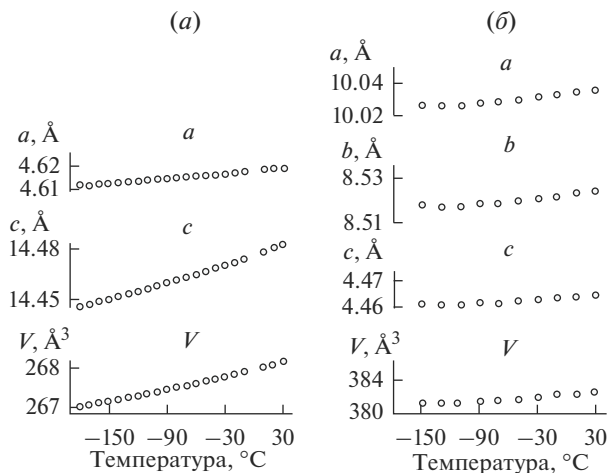 (а)
a, Å
a
4.62
4.61
c, Å
c
14.48
14.45
V, Å³
V
268
267
−150 −90 −30 30
Температура, °C
(б)
a, Å
a
10.04
10.02
b, Å
b
8.53
8.51
c, Å
c
4.47
4.46
V, Å³
V
384
380
−150 −90 −30 30
Температура, °C